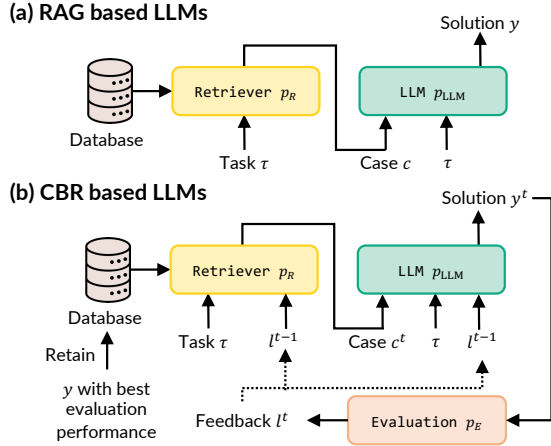 (a) RAG based LLMs
Solution y
Retriever p_R
LLM p_LLM
Database
Task τ
Case c
τ
(b) CBR based LLMs
Solution y^t
Retriever p_R
LLM p_LLM
Database
Task τ
l^{t−1}
Case c^t
τ
l^{t−1}
Retain
y with best
evaluation
performance
Feedback l^t
Evaluation p_E